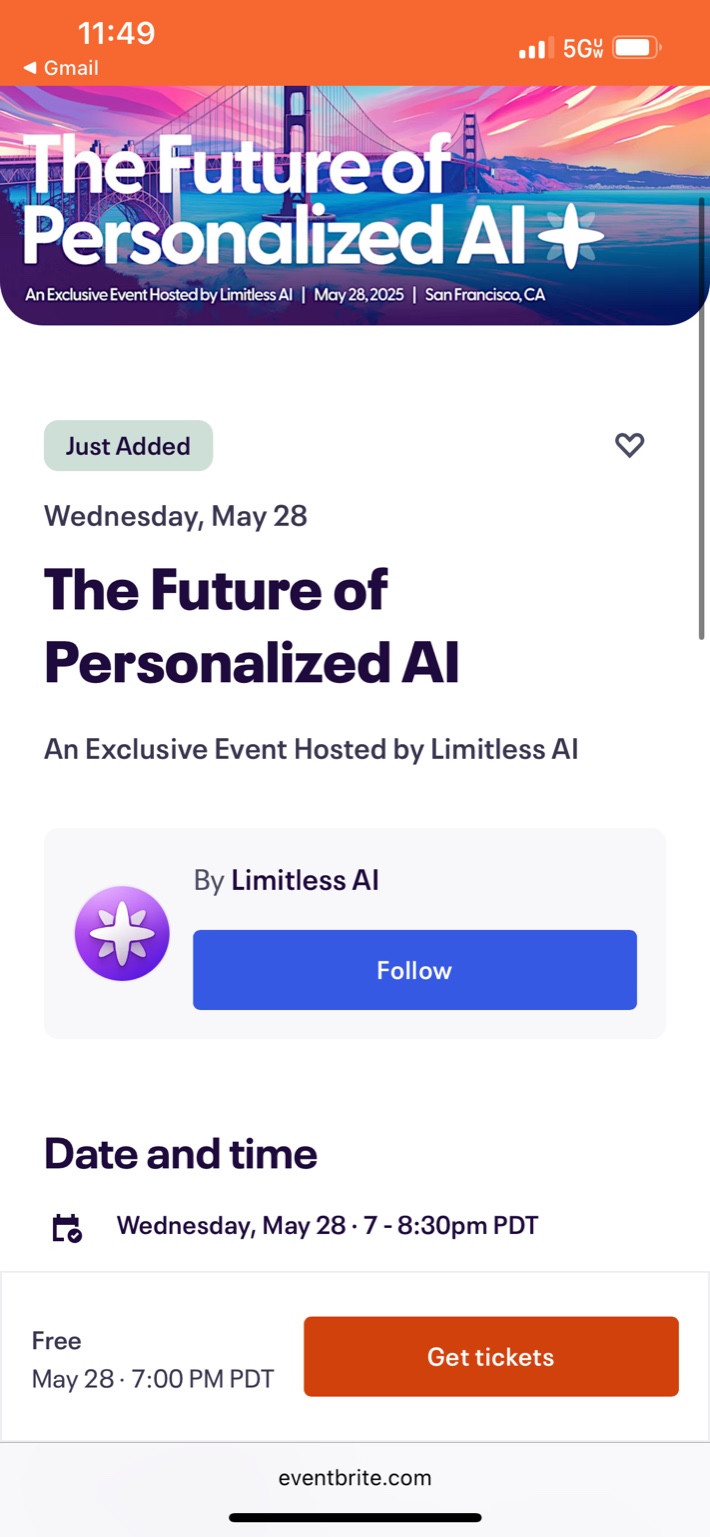 11:49
5GUW
◀ Gmail
The Future of
Personalized AI
An Exclusive Event Hosted by Limitless AI | May 28, 2025 | San Francisco, CA
Just Added
Wednesday, May 28
The Future of
Personalized AI
An Exclusive Event Hosted by Limitless AI
By Limitless AI
Follow
Date and time
Wednesday, May 28 · 7 - 8:30pm PDT
Free
May 28 · 7:00 PM PDT
Get tickets
eventbrite.com